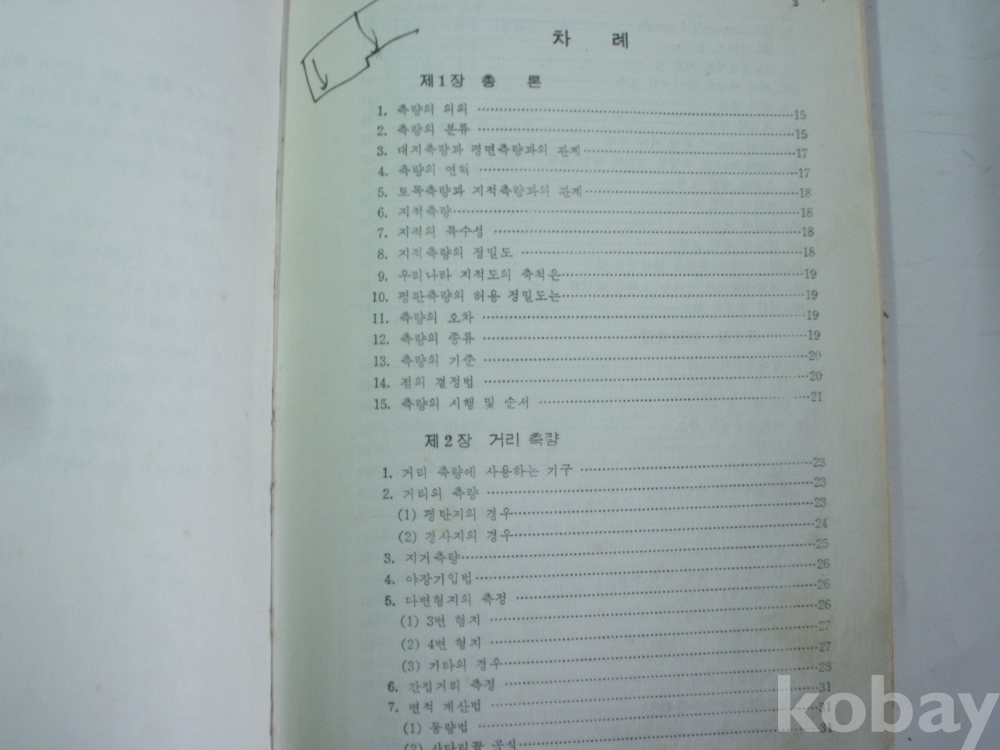 3
차 례
제1장 총 론
1. 측량의 의의 ····· 15
2. 측량의 분류 ····· 15
3. 대지측량과 평면측량과의 관계 ····· 17
4. 측량의 연혁 ····· 17
5. 토목측량과 지적측량과의 관계 ····· 18
6. 지적측량 ····· 18
7. 지적의 특수성 ····· 18
8. 지적측량의 정밀도 ····· 18
9. 우리나라 지적도의 축척은 ····· 19
10. 평판측량의 허용 정밀도는 ····· 19
11. 측량의 오차 ····· 19
12. 측량의 종류 ····· 19
13. 측량의 기준 ····· 20
14. 점의 결정법 ····· 20
15. 측량의 시행 및 순서 ····· 21
제2장 거리 측량
1. 거리 측량에 사용하는 기구 ····· 23
2. 거리의 측량 ····· 23
(1) 평탄지의 경우 ····· 23
(2) 경사지의 경우 ····· 24
3. 지거측량 ····· 25
4. 야장기입법 ····· 26
5. 다변형지의 측정 ····· 26
(1) 3변 형지 ····· 26
(2) 4변 형지 ····· 27
(3) 기타의 경우 ····· 27
6. 간접거리 측정 ····· 28
7. 면적 계산법 ····· 31
(1) 등량법 ····· 31
(2) 사다리꼴 공식 ····· 31
kobay